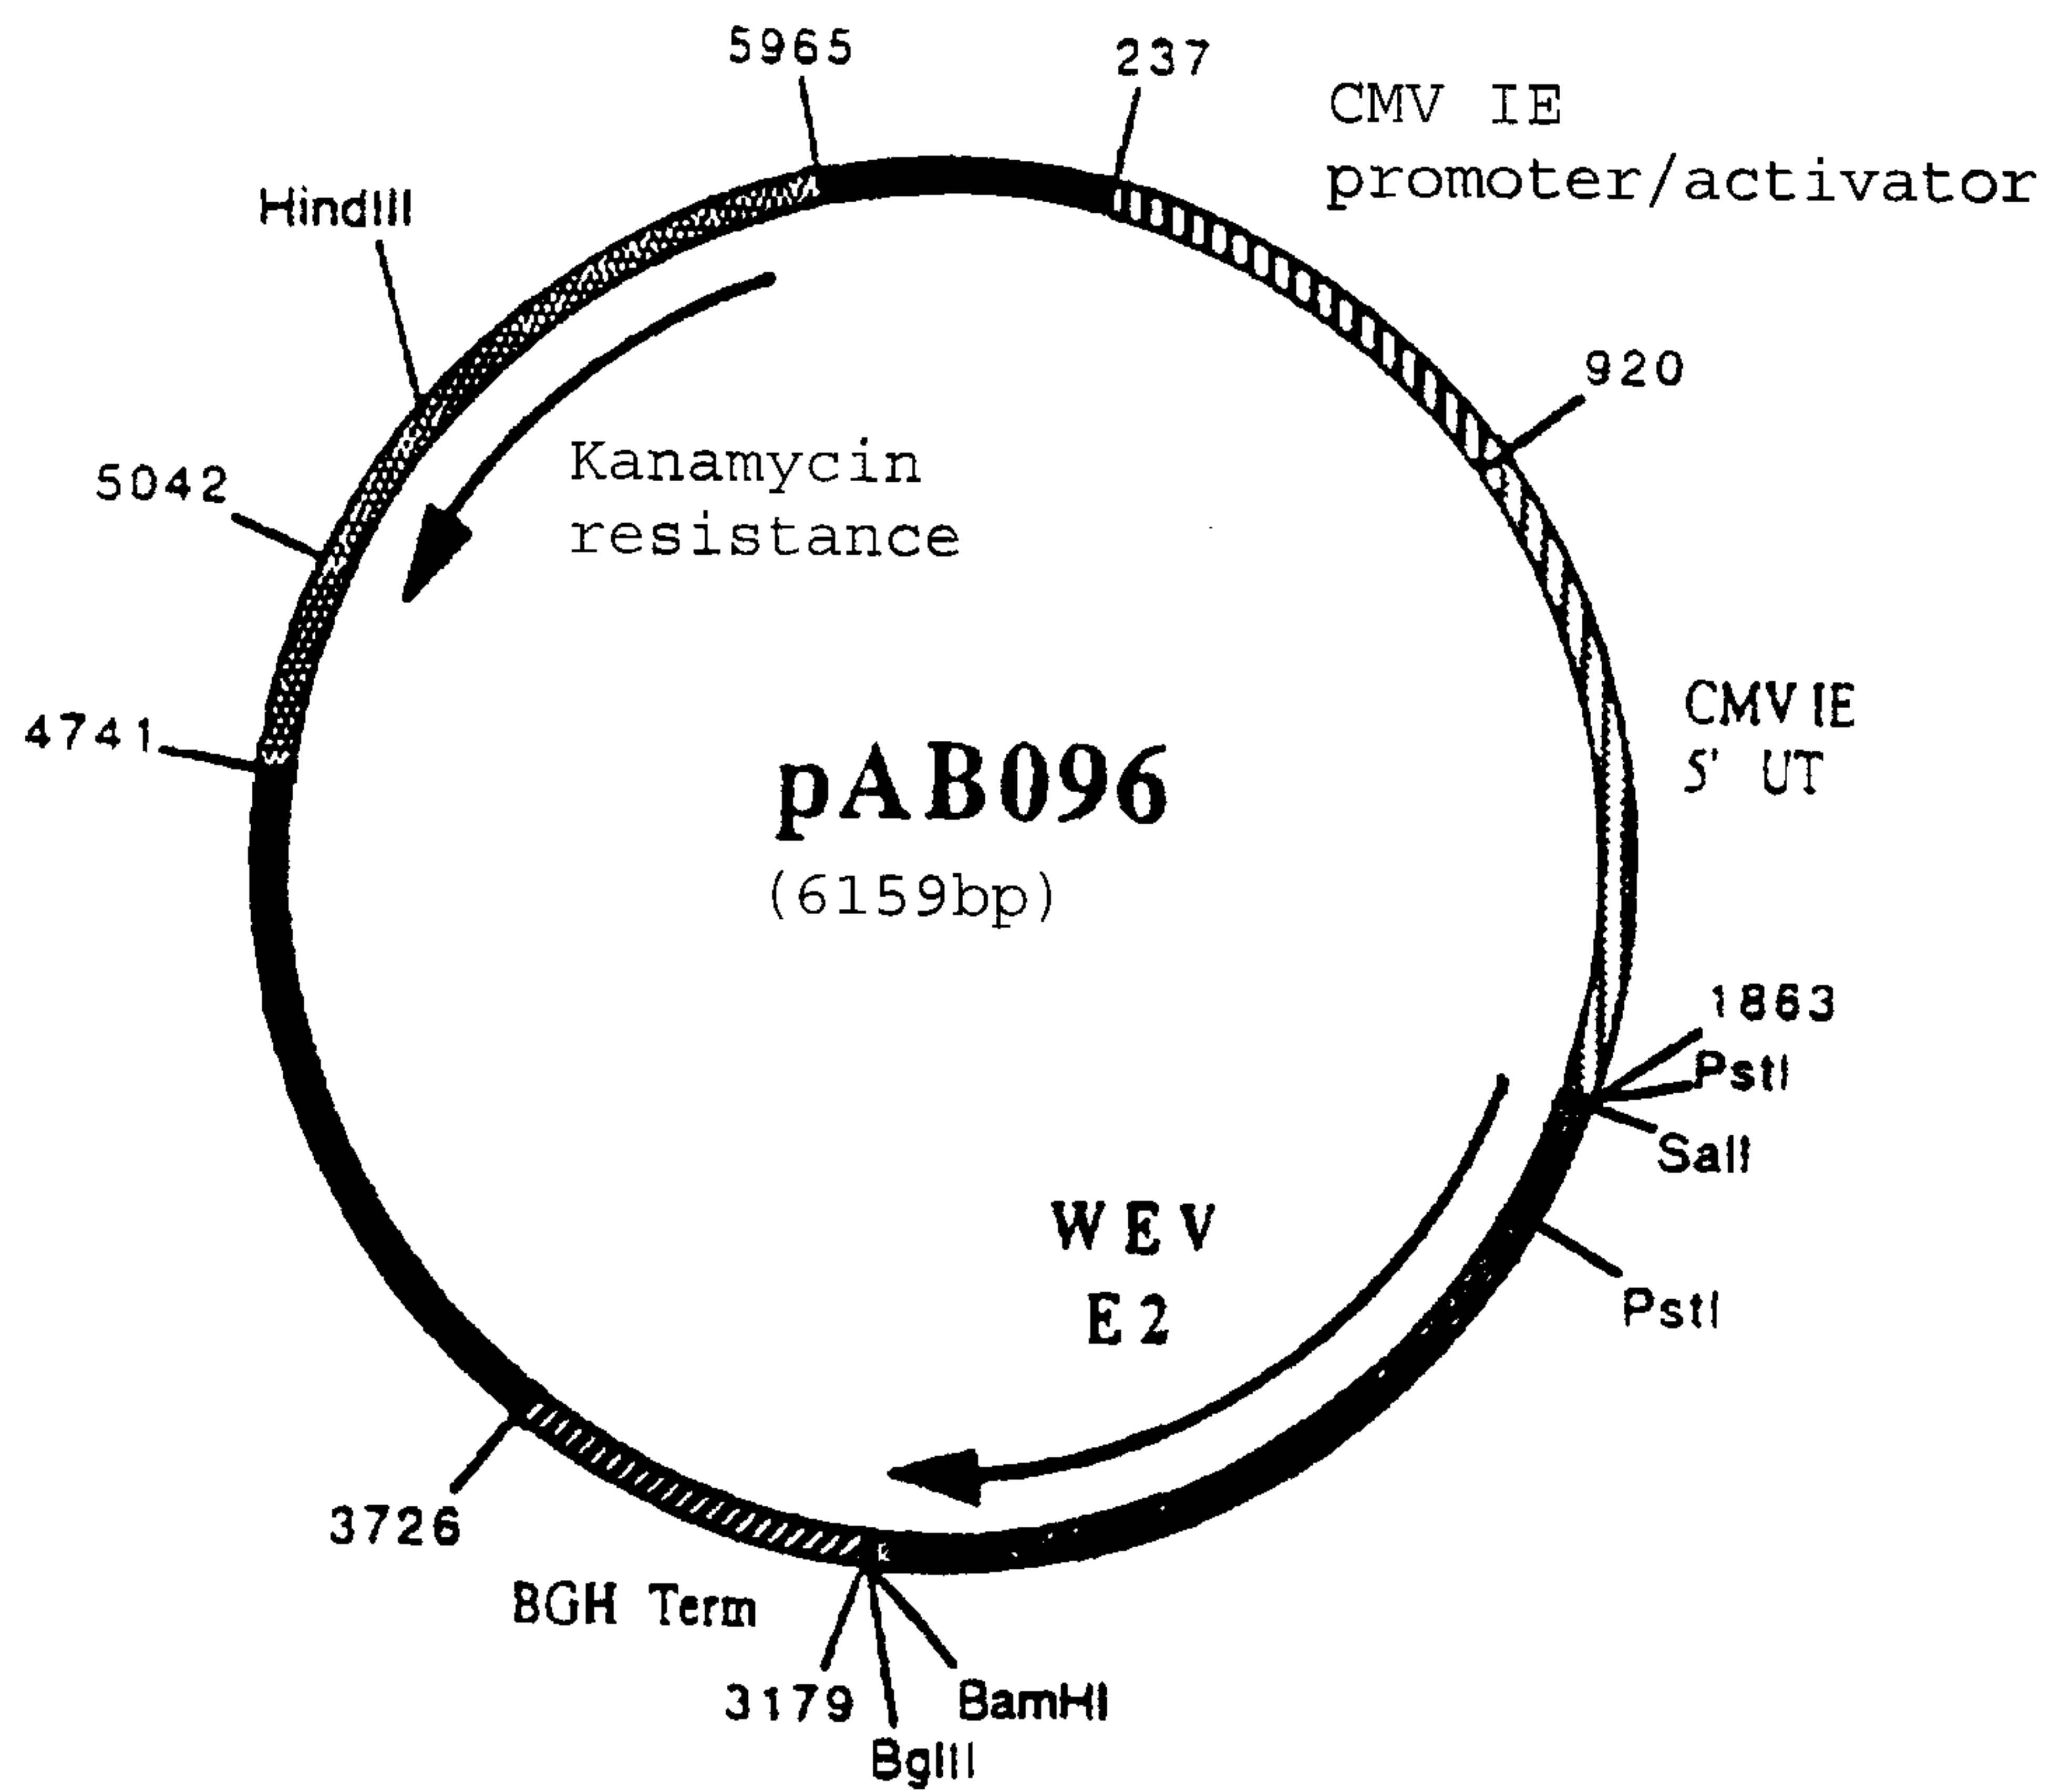 5965
237
CMV IE
promoter/activator
HindIII
920
Kanamycin
resistance
5042
CMV IE
5' UT
4741
pAB096
(6159bp)
1863
PstI
SalI
WEV
E2
PstI
3726
BGH Term
3179
BamHI
BglII